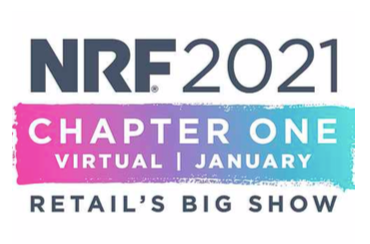 NRF® 2021
CHAPTER ONE
VIRTUAL | JANUARY
RETAIL'S BIG SHOW